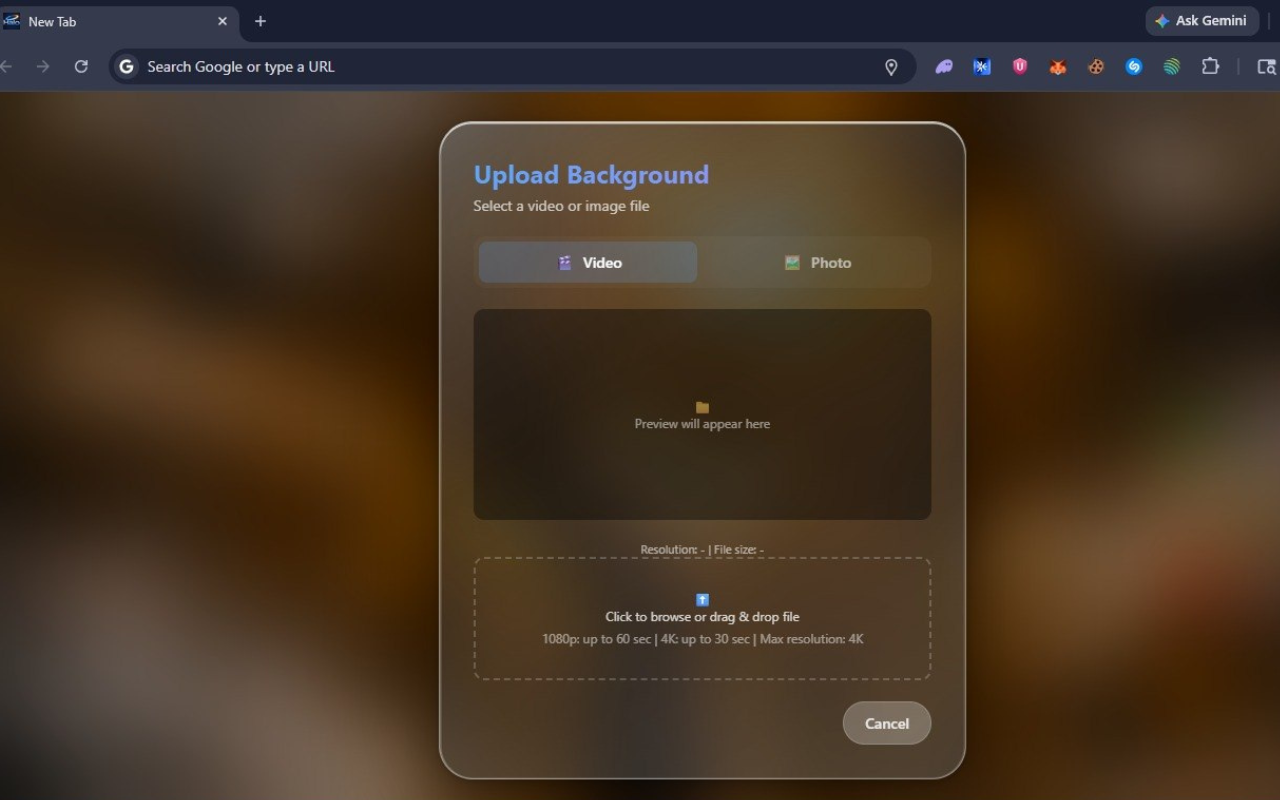 New Tab
Ask Gemini
Search Google or type a URL
Upload Background
Select a video or image file
Video
Photo
Preview will appear here
Resolution: - | File size: -
Click to browse or drag & drop file
1080p: up to 60 sec | 4K: up to 30 sec | Max resolution: 4K
Cancel